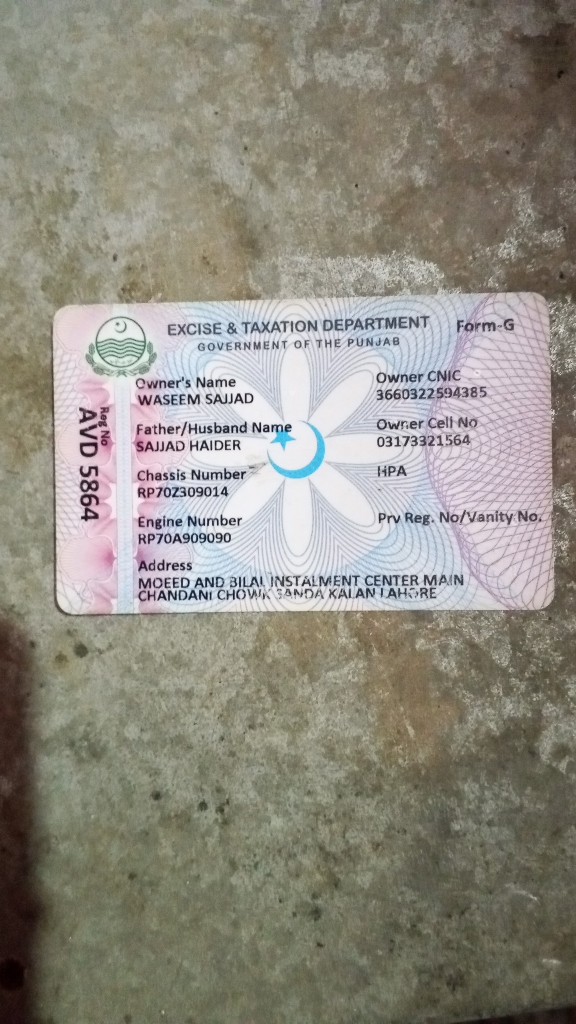 EXCISE & TAXATION DEPARTMENT Form-G
GOVERNMENT OF THE PUNJAB
Reg No
AVD 5864
Owner's Name
WASEEM SAJJAD
Owner CNIC
3660322594385
Father/Husband Name
SAJJAD HAIDER
Owner Cell No
03173321564
Chassis Number
RP70Z309014
HPA
Engine Number
RP70A909090
Prv Reg. No/Vanity No.
Address
MOEED AND BILAL INSTALMENT CENTER MAIN
CHANDANI CHOWK SANDA KALAN LAHORE